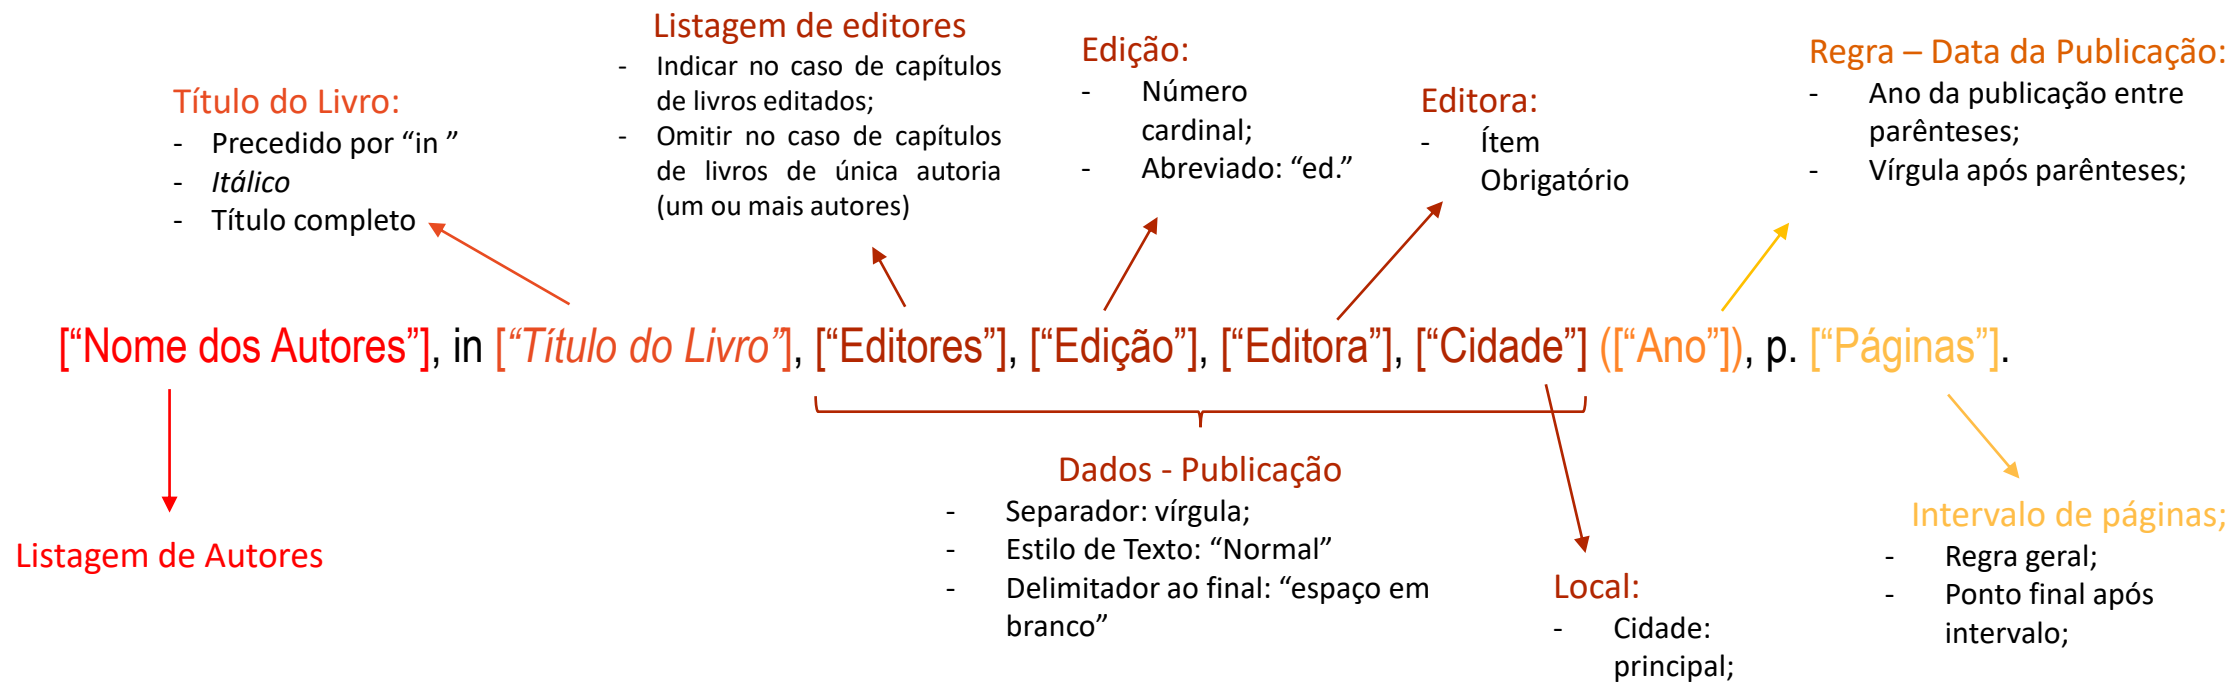 Listagem de editores
- Indicar no caso de capítulos
de livros editados;
- Omitir no caso de capítulos
de livros de única autoria
(um ou mais autores)
Edição:
- Número
cardinal;
- Abreviado: “ed.”
Regra – Data da Publicação:
- Ano da publicação entre
parênteses;
- Vírgula após parênteses;
Título do Livro:
- Precedido por “in ”
- Itálico
- Título completo
Editora:
- Ítem
Obrigatório
[“Nome dos Autores”], in [“Título do Livro”], [“Editores”], [“Edição”], [“Editora”], [“Cidade”] ([“Ano”]), p. [“Páginas”].
Listagem de Autores
Dados - Publicação
- Separador: vírgula;
- Estilo de Texto: “Normal”
- Delimitador ao final: “espaço em
branco”
Local:
- Cidade:
principal;
Intervalo de páginas;
- Regra geral;
- Ponto final após
intervalo;